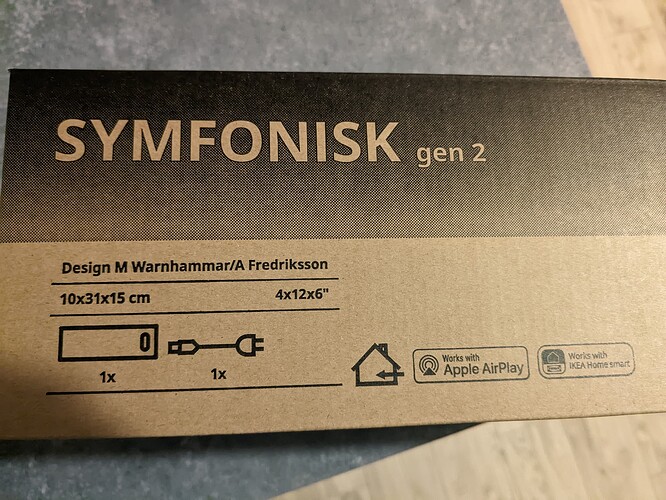 SYMFONISK gen 2
Design M Warnhammar/A Fredriksson
10x31x15 cm 4x12x6"
1x 1x
Works with
Apple AirPlay
Works with
IKEA Home smart